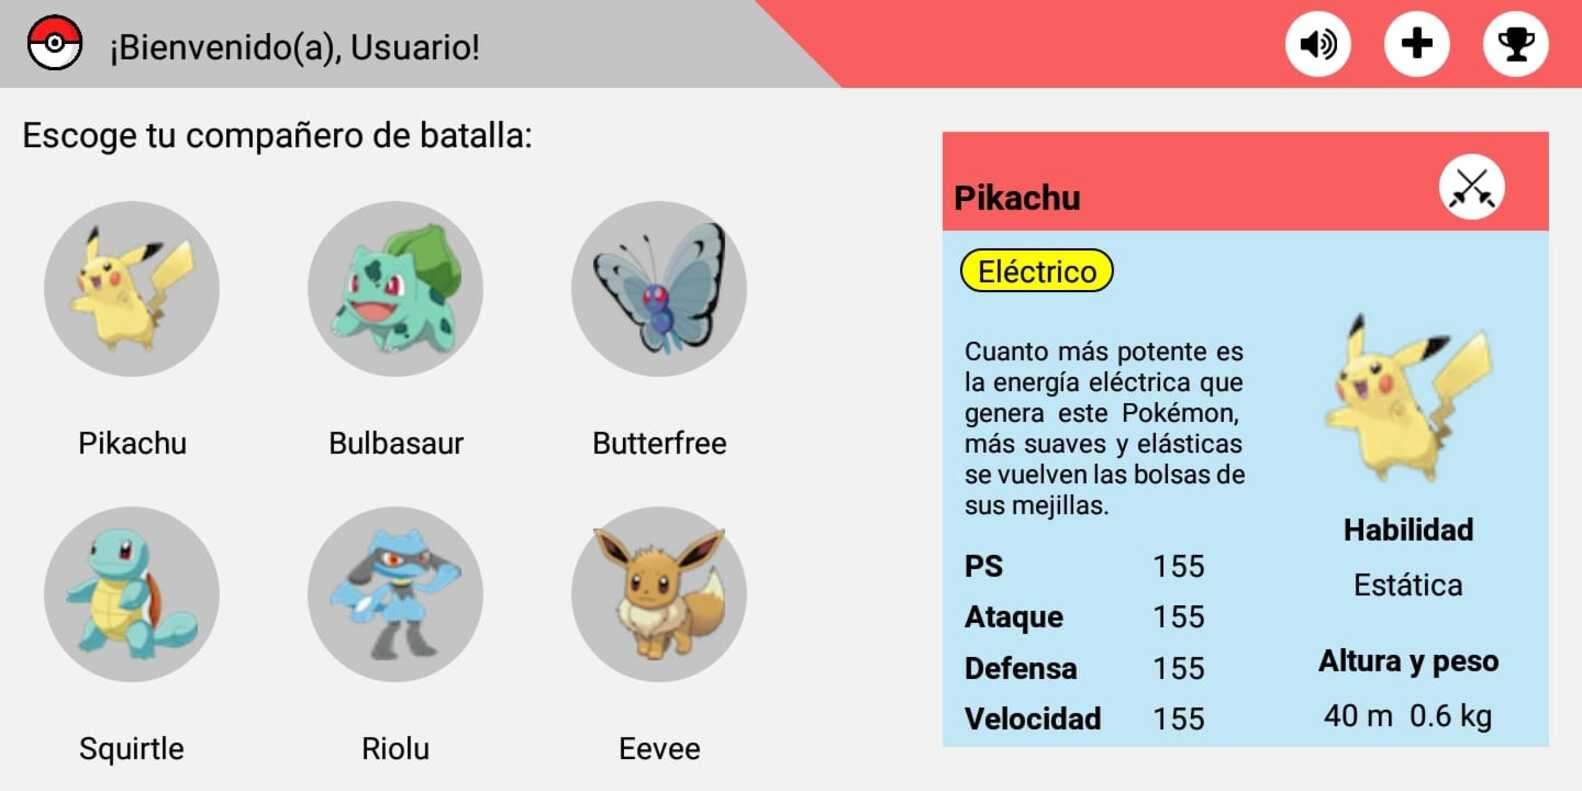 ¡Bienvenido(a), Usuario!
Escoge tu compañero de batalla:
Pikachu
Bulbasaur
Butterfree
Squirtle
Riolu
Eevee
Pikachu
Eléctrico
Cuanto más potente es
la energía eléctrica que
genera este Pokémon,
más suaves y elásticas
se vuelven las bolsas de
sus mejillas.
PS 155
Ataque 155
Defensa 155
Velocidad 155
Habilidad
Estática
Altura y peso
40 m 0.6 kg